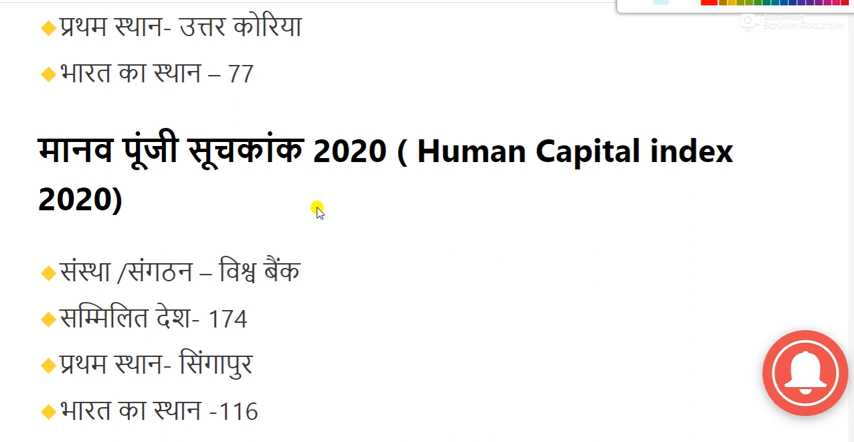 प्रथम स्थान- उत्तर कोरिया
भारत का स्थान – 77
मानव पूंजी सूचकांक 2020 ( Human Capital index
2020)
संस्था /संगठन – विश्व बैंक
सम्मिलित देश- 174
प्रथम स्थान- सिंगापुर
भारत का स्थान -116